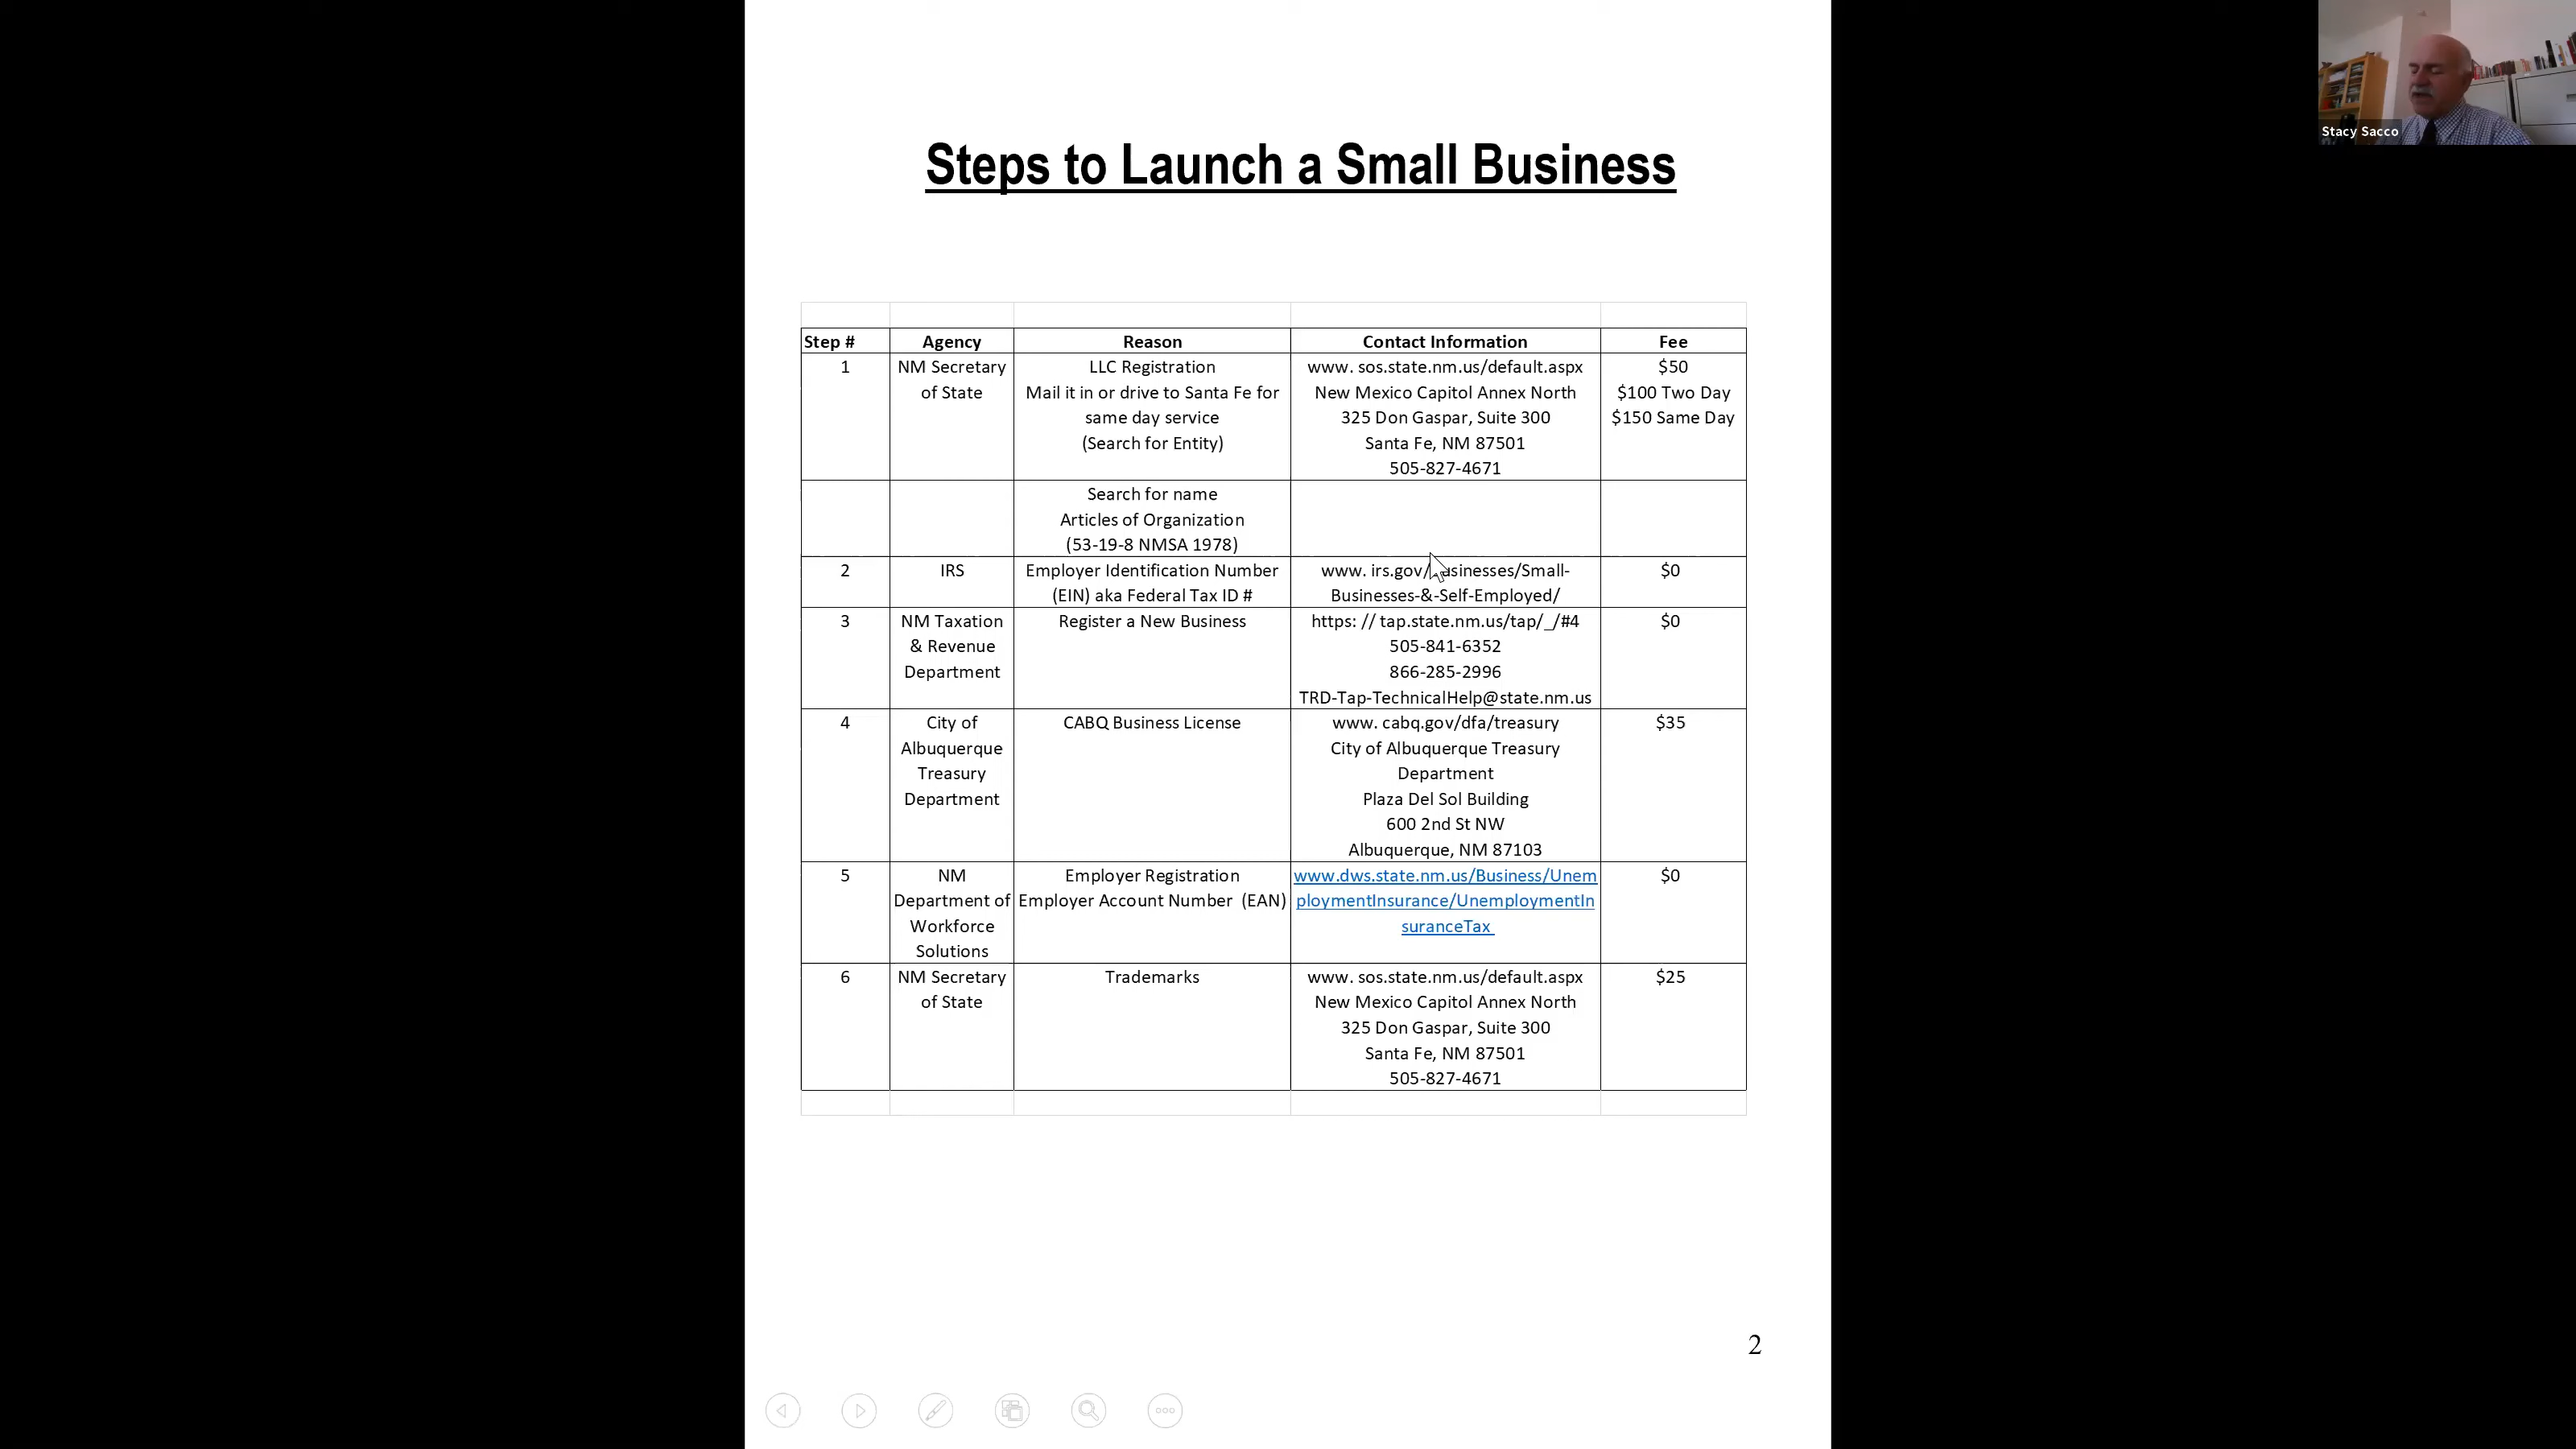 Stacy Sacco
Steps to Launch a Small Business
Step #
Agency
Reason
Contact Information
Fee
1
NM Secretary
of State
LLC Registration
Mail it in or drive to Santa Fe for
same day service
(Search for Entity)
www. sos.state.nm.us/default.aspx
New Mexico Capitol Annex North
325 Don Gaspar, Suite 300
Santa Fe, NM 87501
505-827-4671
$50
$100 Two Day
$150 Same Day
Search for name
Articles of Organization
(53-19-8 NMSA 1978)
2
IRS
Employer Identification Number
(EIN) aka Federal Tax ID #
www. irs.gov/businesses/Small-
Businesses-&-Self-Employed/
$0
3
NM Taxation
& Revenue
Department
Register a New Business
https: // tap.state.nm.us/tap/_/#4
505-841-6352
866-285-2996
TRD-Tap-TechnicalHelp@state.nm.us
$0
4
City of
Albuquerque
Treasury
Department
CABQ Business License
www. cabq.gov/dfa/treasury
City of Albuquerque Treasury
Department
Plaza Del Sol Building
600 2nd St NW
Albuquerque, NM 87103
$35
5
NM
Department of
Workforce
Solutions
Employer Registration
Employer Account Number (EAN)
www.dws.state.nm.us/Business/Unem
ploymentInsurance/UnemploymentIn
suranceTax
$0
6
NM Secretary
of State
Trademarks
www. sos.state.nm.us/default.aspx
New Mexico Capitol Annex North
325 Don Gaspar, Suite 300
Santa Fe, NM 87501
505-827-4671
$25
2